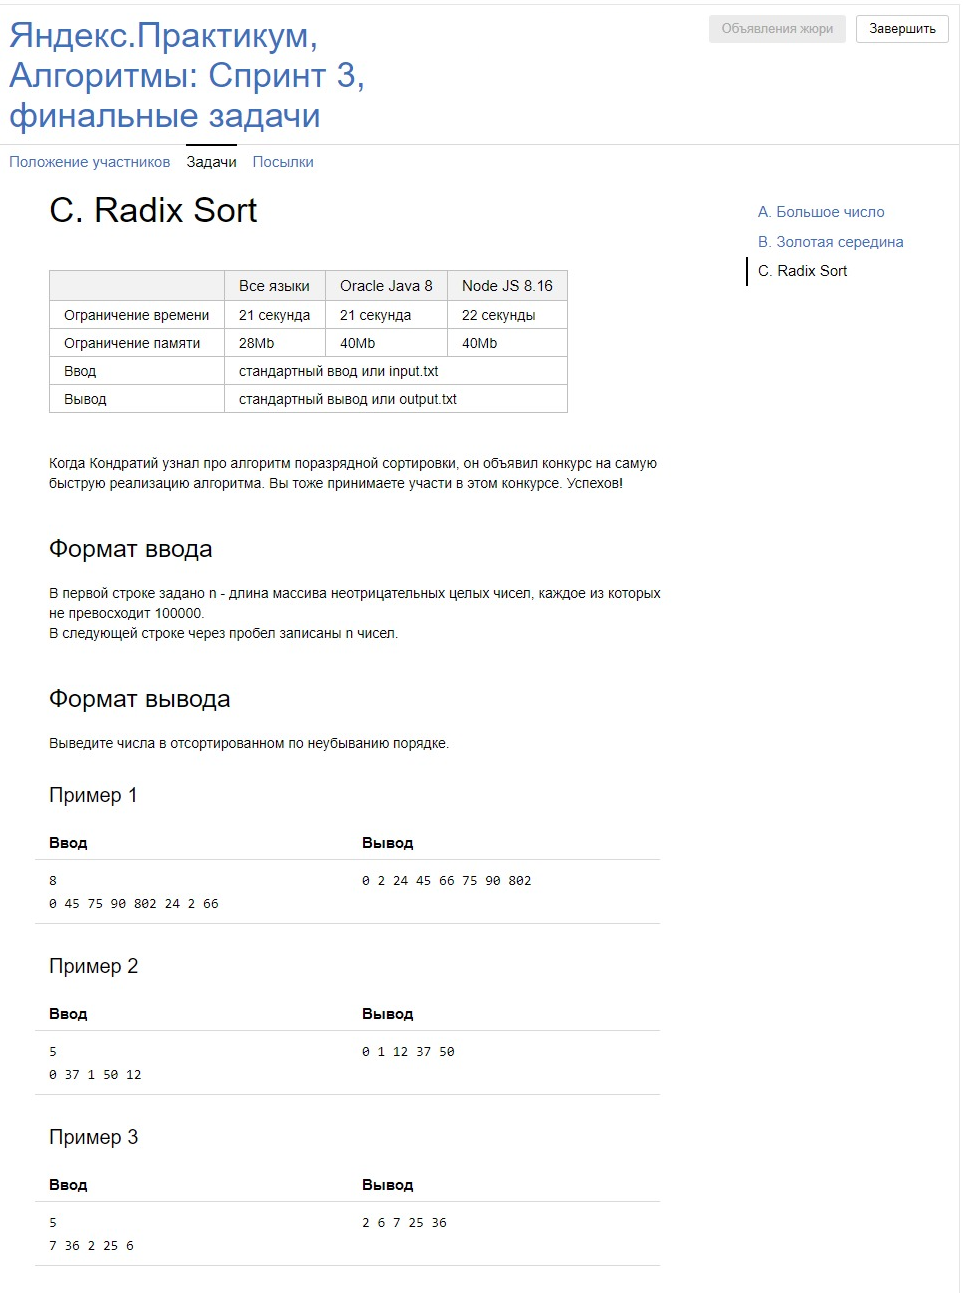 Яндекс.Практикум,
Алгоритмы: Спринт 3,
финальные задачи
Объявления жюри
Завершить
Положение участников Задачи Посылки
C. Radix Sort
A. Большое число
B. Золотая середина
C. Radix Sort
Все языки Oracle Java 8 Node JS 8.16
Ограничение времени 21 секунда 21 секунда 22 секунды
Ограничение памяти 28Mb 40Mb 40Mb
Ввод стандартный ввод или input.txt
Вывод стандартный вывод или output.txt
Когда Кондратий узнал про алгоритм поразрядной сортировки, он объявил конкурс на самую
быструю реализацию алгоритма. Вы тоже принимаете участи в этом конкурсе. Успехов!
Формат ввода
В первой строке задано n - длина массива неотрицательных целых чисел, каждое из которых
не превосходит 100000.
В следующей строке через пробел записаны n чисел.
Формат вывода
Выведите числа в отсортированном по неубыванию порядке.
Пример 1
Ввод Вывод
8 0 2 24 45 66 75 90 802
0 45 75 90 802 24 2 66
Пример 2
Ввод Вывод
5 0 1 12 37 50
0 37 1 50 12
Пример 3
Ввод Вывод
5 2 6 7 25 36
7 36 2 25 6